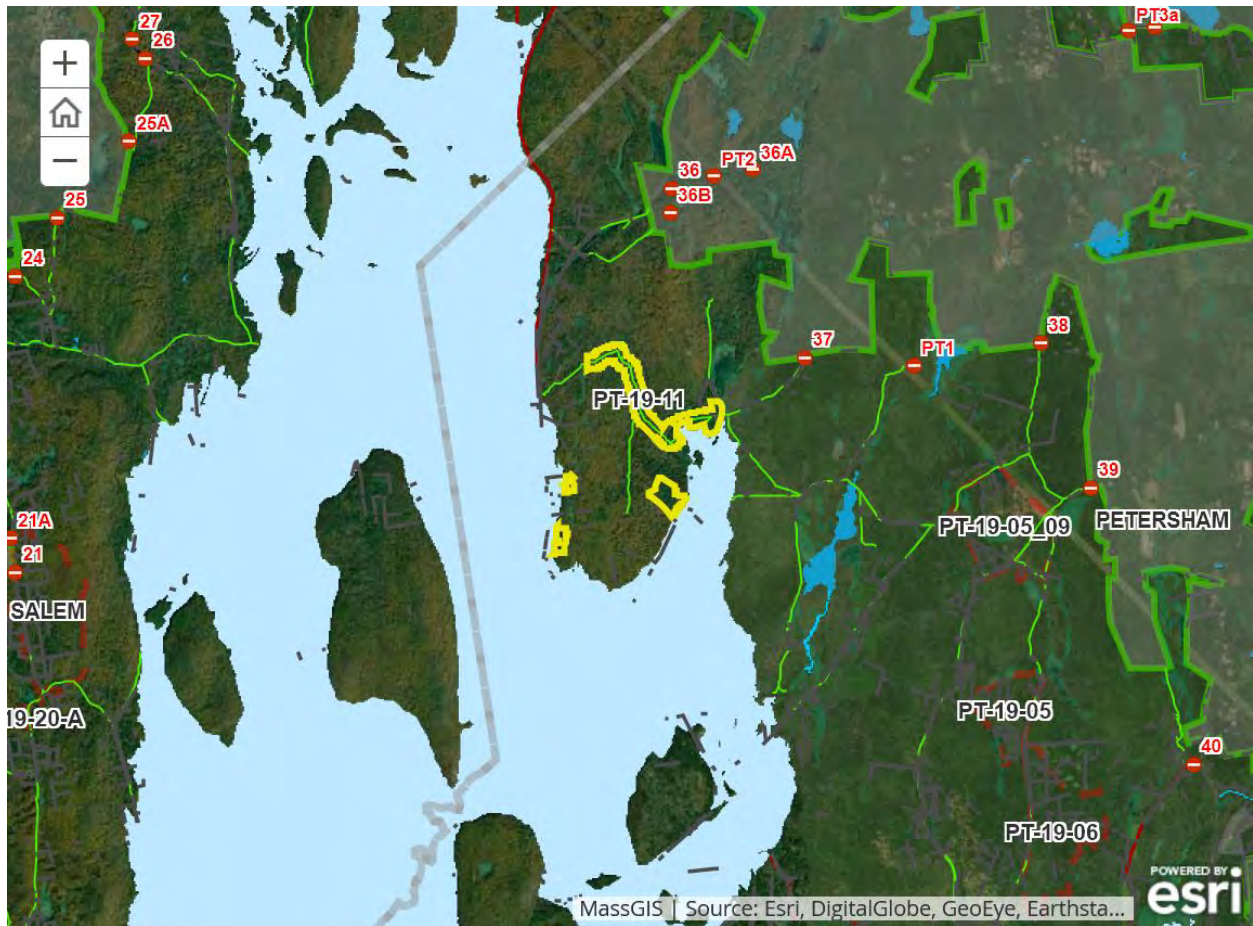 27
26
PT3a
25A
36
PT2
36A
36B
25
24
37
PT1
38
PT-19-11
39
21A
PT-19-05_09
PETERSHAM
21
SALEM
19-20-A
PT-19-05
40
PT-19-06
POWERED BY
esri
MassGIS | Source: Esri, DigitalGlobe, GeoEye, Earthsta...